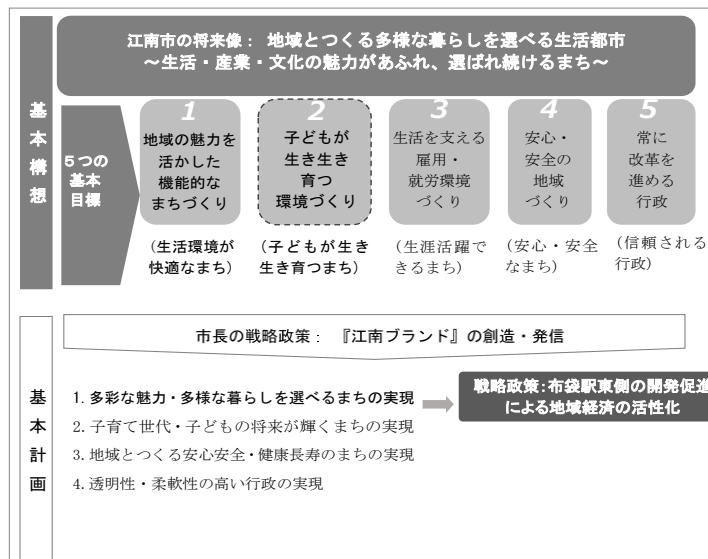 江南市の将来像： 地域とつくる多様な暮らしを選べる生活都市
～生活・産業・文化の魅力があふれ、選ばれ続けるまち～
基本構想
５つの
基本
目標
1
地域の魅力を
活かした
機能的な
まちづくり
（生活環境が
快適なまち）
2
子どもが
生き生き
育つ
環境づくり
（子どもが生き
生き育つまち）
3
生活を支える
雇用・
就労環境
づくり
（生涯活躍で
きるまち）
4
安心・
安全の
地域
づくり
（安心・安全
なまち）
5
常に
改革を
進める
行政
（信頼される
行政）
基本計画
市長の戦略政策： 『江南ブランド』の創造・発信
1. 多彩な魅力・多様な暮らしを選べるまちの実現
2. 子育て世代・子どもの将来が輝くまちの実現
3. 地域とつくる安心安全・健康長寿のまちの実現
4. 透明性・柔軟性の高い行政の実現
戦略政策：布袋駅東側の開発促進
による地域経済の活性化